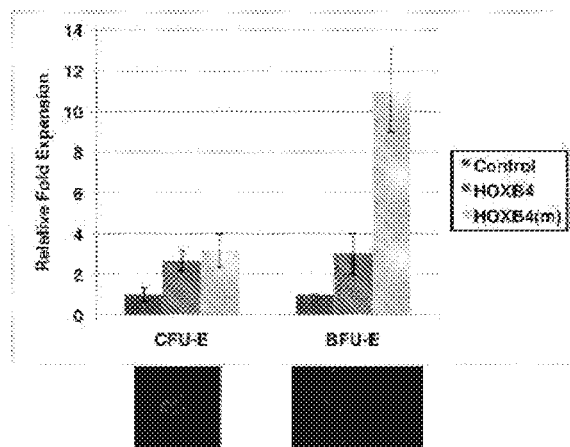 14
12
10
8
6
4
2
0
Relative Fold Expansion
CFU-E
BFU-E
Control
HOXB4
HOXB4(m)